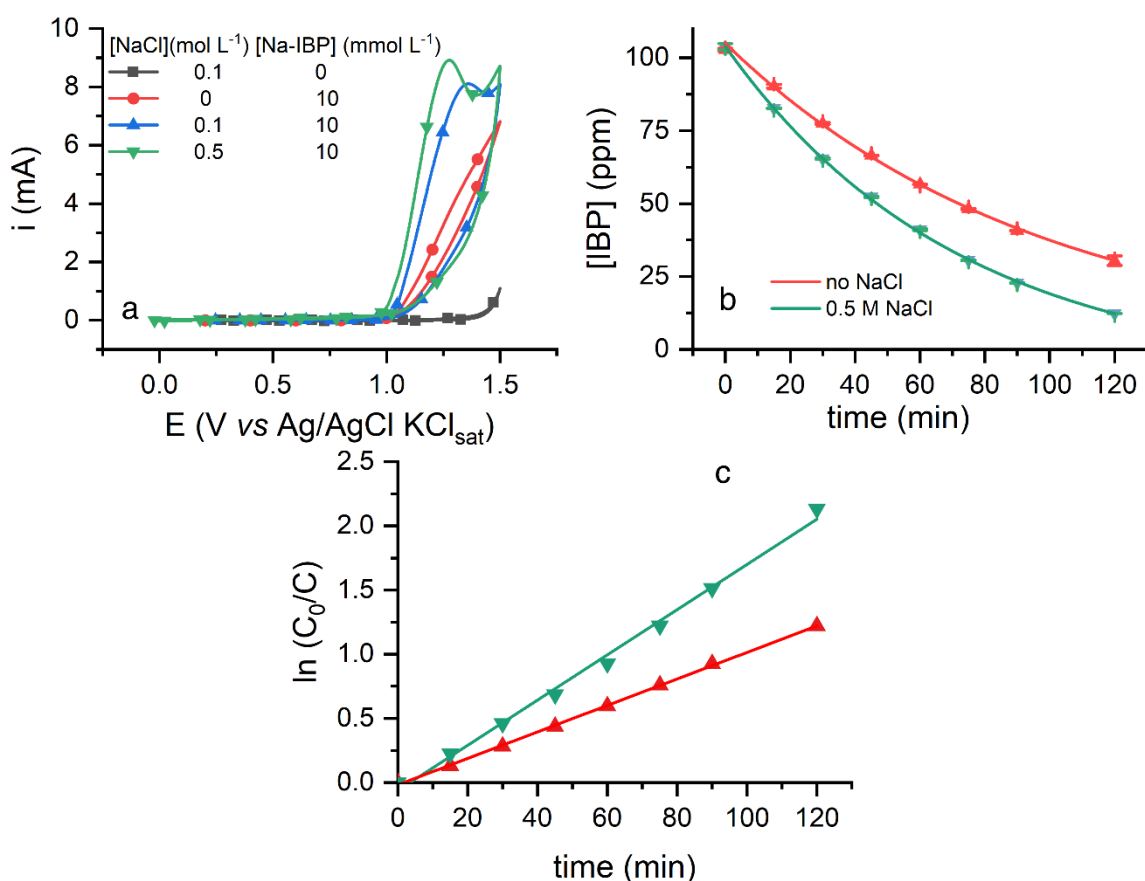 [NaCl](mol L⁻¹) [Na-IBP] (mmol L⁻¹)
0.1 0
0 10
0.1 10
0.5 10
10
8
6
4
2
0
i (mA)
a
0.0 0.5 1.0 1.5
E (V vs Ag/AgCl KCl_sat)
100
75
50
25
0
[IBP] (ppm)
no NaCl
0.5 M NaCl
b
0 20 40 60 80 100 120
time (min)
c
2.5
2.0
1.5
1.0
0.5
0.0
ln (C₀/C)
0 20 40 60 80 100 120
time (min)